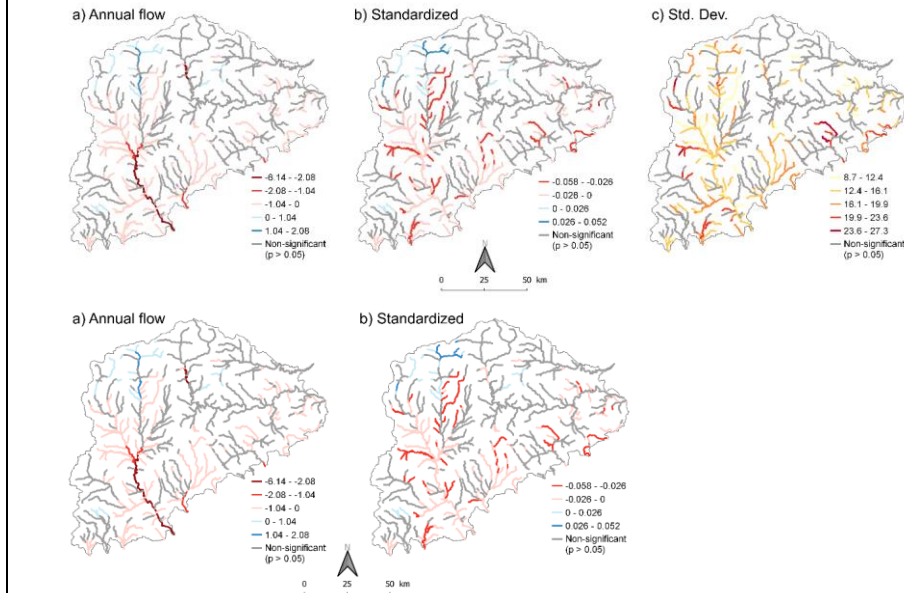 a) Annual flow
b) Standardized
c) Std. Dev.
-6.14 - -2.08
-2.08 - -1.04
-1.04 - 0
0 - 1.04
1.04 - 2.08
Non-significant
(p > 0.05)
-0.058 - -0.026
-0.026 - 0
0 - 0.026
0.026 - 0.052
Non-significant
(p > 0.05)
8.7 - 12.4
12.4 - 16.1
16.1 - 19.9
19.9 - 23.6
23.6 - 27.3
Non-significant
(p > 0.05)
N
0 25 50 km
a) Annual flow
b) Standardized
-6.14 - -2.08
-2.08 - -1.04
-1.04 - 0
0 - 1.04
1.04 - 2.08
Non-significant
(p > 0.05)
-0.058 - -0.026
-0.026 - 0
0 - 0.026
0.026 - 0.052
Non-significant
(p > 0.05)
N
0 25 50 km